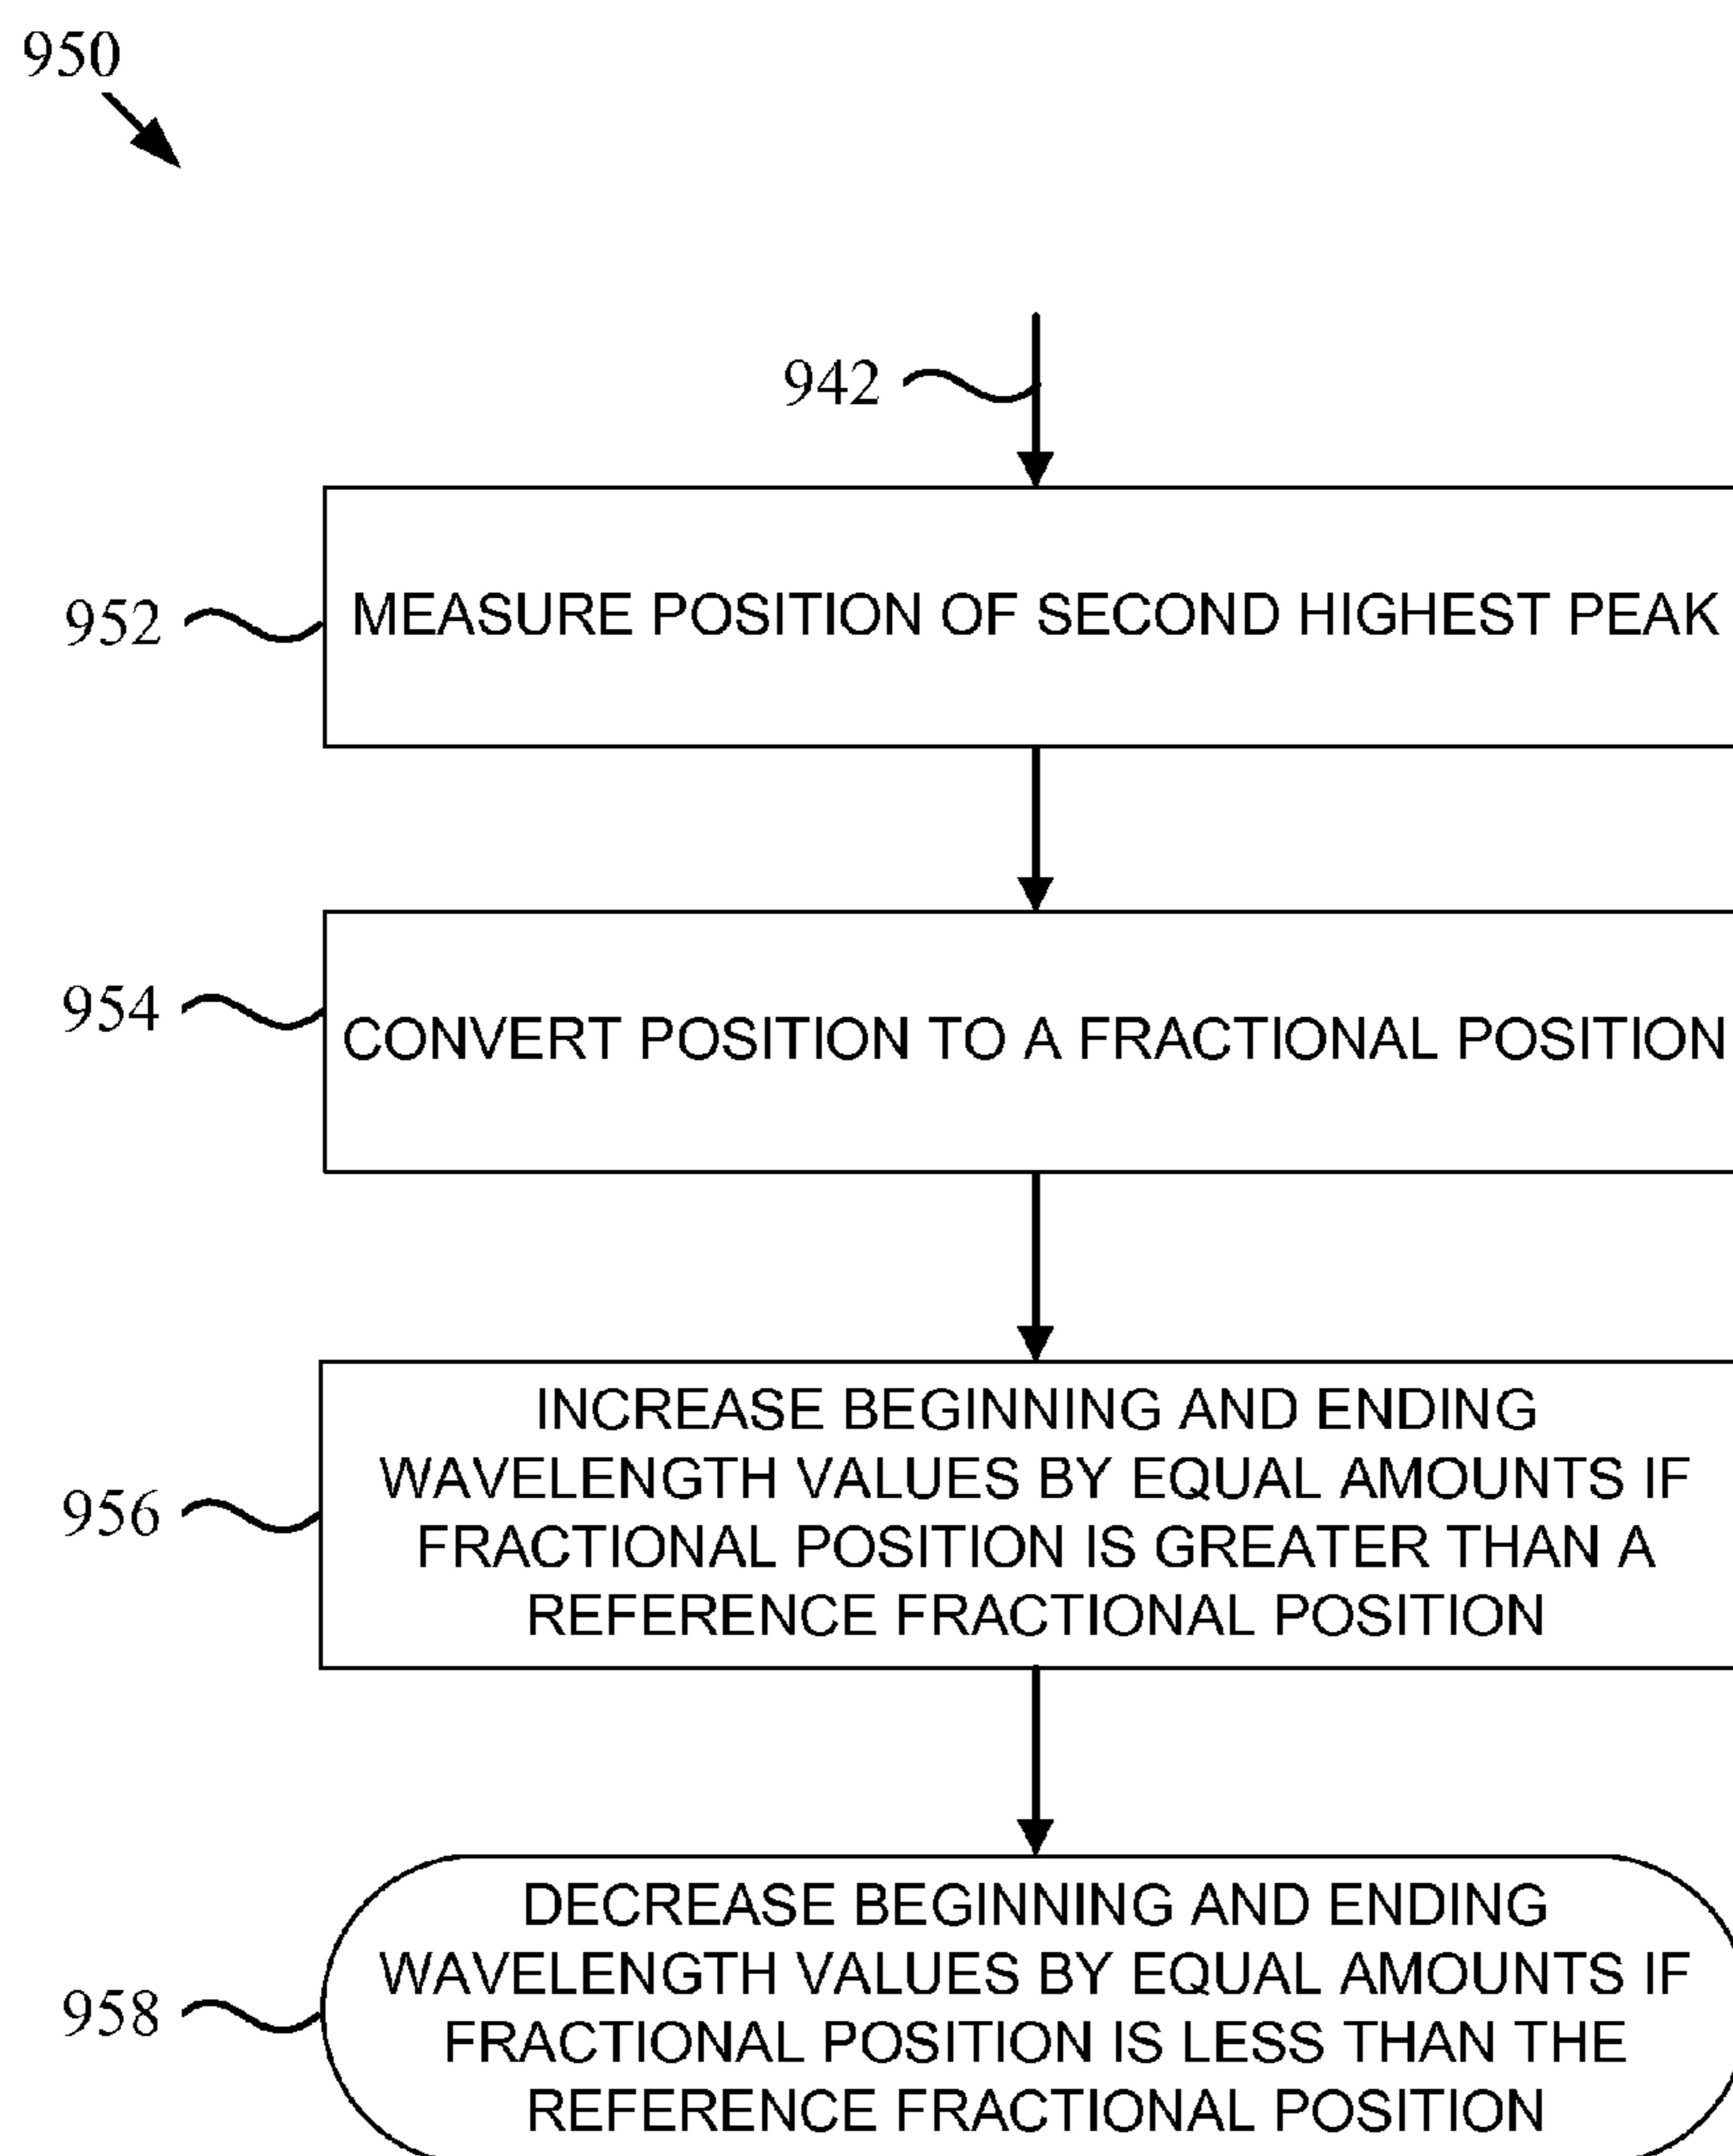 950
942
952
MEASURE POSITION OF SECOND HIGHEST PEAK
954
CONVERT POSITION TO A FRACTIONAL POSITION
956
INCREASE BEGINNING AND ENDING
WAVELENGTH VALUES BY EQUAL AMOUNTS IF
FRACTIONAL POSITION IS GREATER THAN A
REFERENCE FRACTIONAL POSITION
958
DECREASE BEGINNING AND ENDING
WAVELENGTH VALUES BY EQUAL AMOUNTS IF
FRACTIONAL POSITION IS LESS THAN THE
REFERENCE FRACTIONAL POSITION